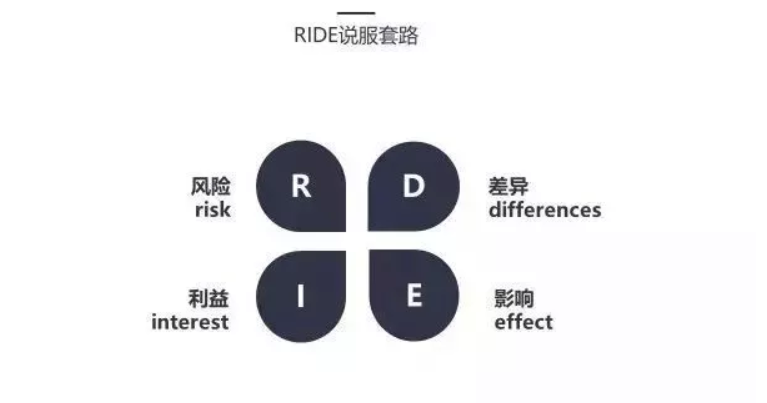 RIDE说服套路
风险
risk
R
D
差异
differences
利益
interest
I
E
影响
effect